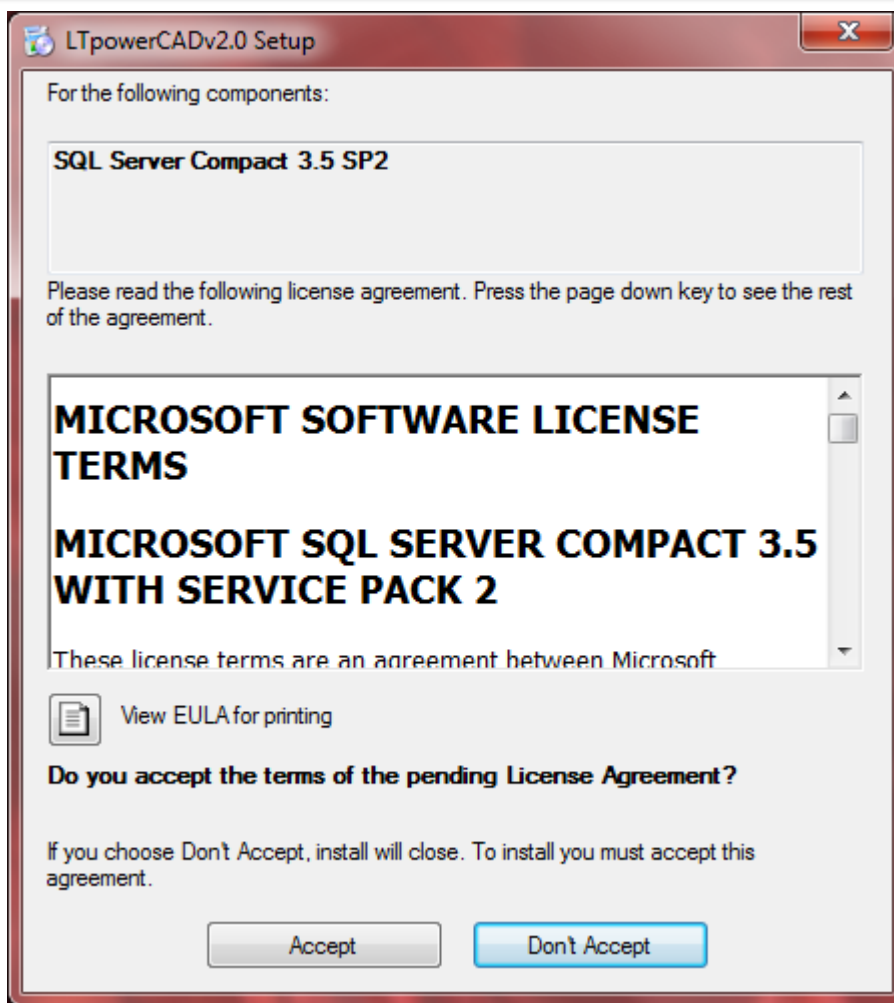 LTpowerCADv2.0 Setup
For the following components:
SQL Server Compact 3.5 SP2
Please read the following license agreement. Press the page down key to see the rest
of the agreement.
MICROSOFT SOFTWARE LICENSE
TERMS
MICROSOFT SQL SERVER COMPACT 3.5
WITH SERVICE PACK 2
These license terms are an agreement between Microsoft
View EULA for printing
Do you accept the terms of the pending License Agreement?
If you choose Don't Accept, install will close. To install you must accept this
agreement.
Accept
Don't Accept